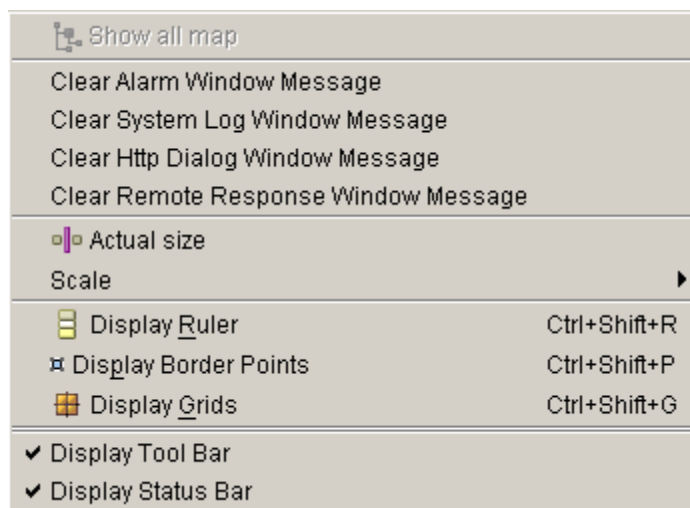 Show all map
Clear Alarm Window Message
Clear System Log Window Message
Clear Http Dialog Window Message
Clear Remote Response Window Message
Actual size
Scale
Display Ruler Ctrl+Shift+R
Display Border Points Ctrl+Shift+P
Display Grids Ctrl+Shift+G
Display Tool Bar
Display Status Bar